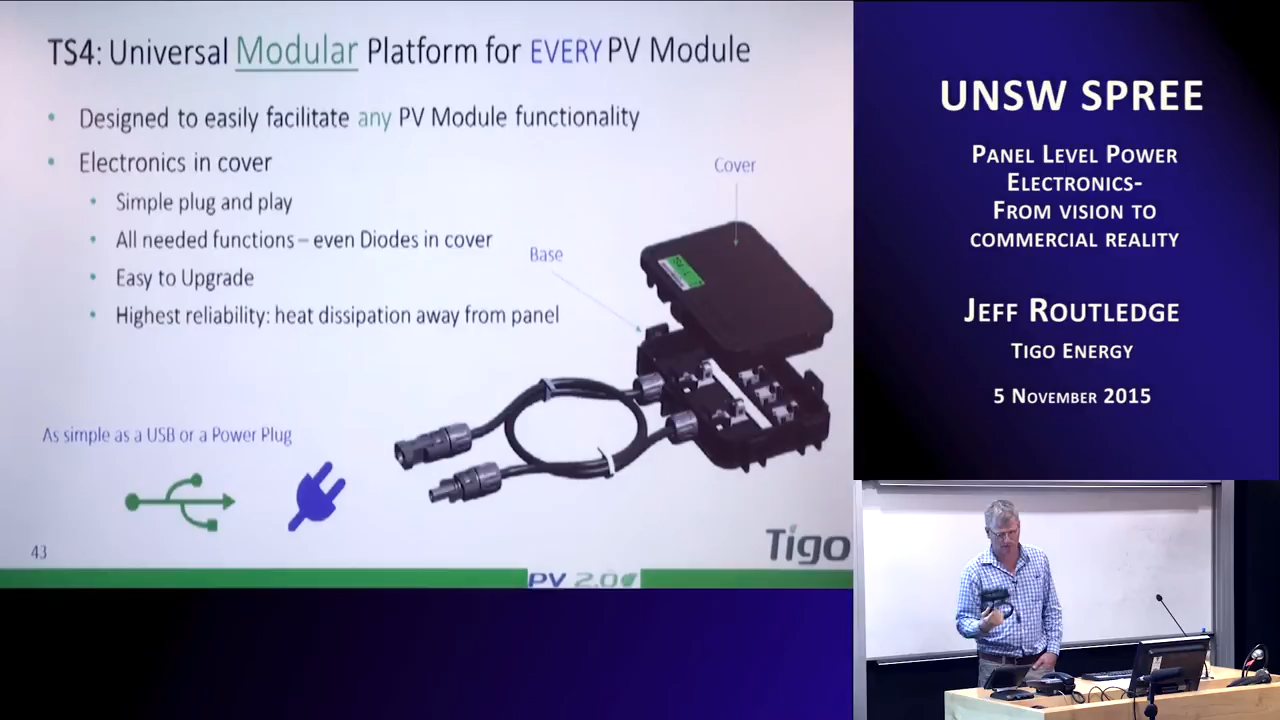 TS4: Universal Modular Platform for EVERY PV Module
• Designed to easily facilitate any PV Module functionality
• Electronics in cover
• Simple plug and play
• All needed functions – even Diodes in cover
• Easy to Upgrade
• Highest reliability: heat dissipation away from panel
Cover
Base
As simple as a USB or a Power Plug
43
Tigo
PV 2.0
UNSW SPREE
PANEL LEVEL POWER
ELECTRONICS-
FROM VISION TO
COMMERCIAL REALITY
JEFF ROUTLEDGE
TIGO ENERGY
5 NOVEMBER 2015